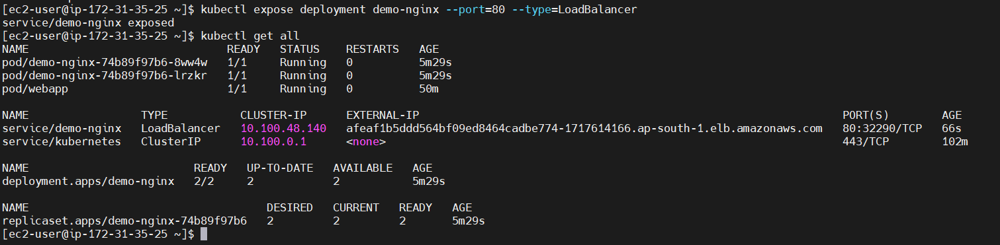 [ec2-user@ip-172-31-35-25 ~]$ kubectl expose deployment demo-nginx --port=80 --type=LoadBalancer
service/demo-nginx exposed
[ec2-user@ip-172-31-35-25 ~]$ kubectl get all
NAME                              READY   STATUS    RESTARTS   AGE
pod/demo-nginx-74b89f97b6-8ww4w   1/1     Running   0          5m29s
pod/demo-nginx-74b89f97b6-lrzkr   1/1     Running   0          5m29s
pod/webapp                        1/1     Running   0          50m
NAME                 TYPE           CLUSTER-IP      EXTERNAL-IP                                                                PORT(S)        AGE
service/demo-nginx   LoadBalancer   10.100.48.140   afeaf1b5ddd564bf09ed8464cadbe774-1717614166.ap-south-1.elb.amazonaws.com   80:32290/TCP   66s
service/kubernetes   ClusterIP      10.100.0.1      <none>                                                                     443/TCP        102m
NAME                         READY   UP-TO-DATE   AVAILABLE   AGE
deployment.apps/demo-nginx   2/2     2            2           5m29s
NAME                                    DESIRED   CURRENT   READY   AGE
replicaset.apps/demo-nginx-74b89f97b6   2         2         2       5m29s
[ec2-user@ip-172-31-35-25 ~]$